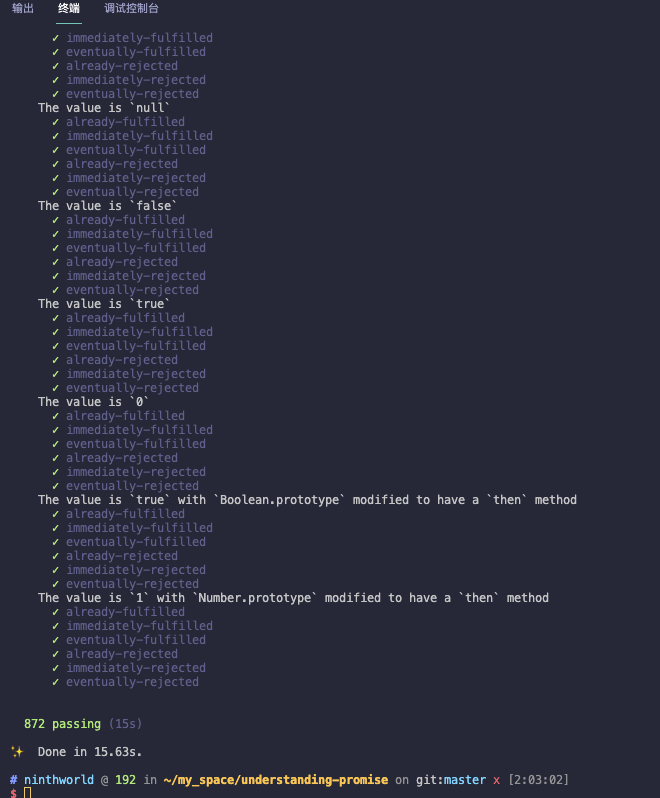 输出 终端 调试控制台
✓ immediately-fulfilled
✓ eventually-fulfilled
✓ already-rejected
✓ immediately-rejected
✓ eventually-rejected
The value is `null`
✓ already-fulfilled
✓ immediately-fulfilled
✓ eventually-fulfilled
✓ already-rejected
✓ immediately-rejected
✓ eventually-rejected
The value is `false`
✓ already-fulfilled
✓ immediately-fulfilled
✓ eventually-fulfilled
✓ already-rejected
✓ immediately-rejected
✓ eventually-rejected
The value is `true`
✓ already-fulfilled
✓ immediately-fulfilled
✓ eventually-fulfilled
✓ already-rejected
✓ immediately-rejected
✓ eventually-rejected
The value is `0`
✓ already-fulfilled
✓ immediately-fulfilled
✓ eventually-fulfilled
✓ already-rejected
✓ immediately-rejected
✓ eventually-rejected
The value is `true` with `Boolean.prototype` modified to have a `then` method
✓ already-fulfilled
✓ immediately-fulfilled
✓ eventually-fulfilled
✓ already-rejected
✓ immediately-rejected
✓ eventually-rejected
The value is `1` with `Number.prototype` modified to have a `then` method
✓ already-fulfilled
✓ immediately-fulfilled
✓ eventually-fulfilled
✓ already-rejected
✓ immediately-rejected
✓ eventually-rejected
872 passing (15s)
✨ Done in 15.63s.
# ninthworld @ 192 in ~/my_space/understanding-promise on git:master x [2:03:02]
$